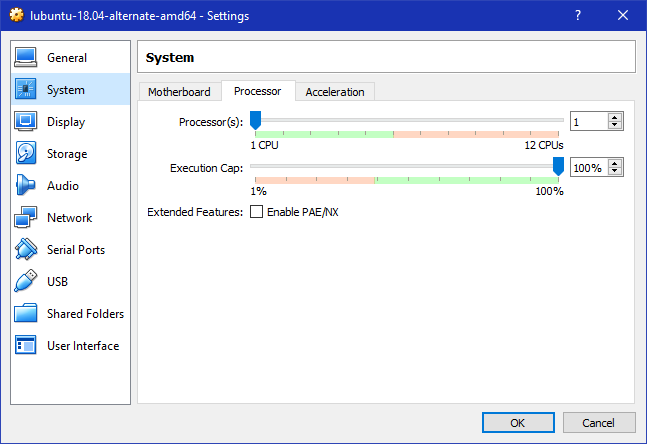 lubuntu-18.04-alternate-amd64 - Settings
?
General
System
Display
Storage
Audio
Network
Serial Ports
USB
Shared Folders
User Interface
System
Motherboard Processor Acceleration
Processor(s): 1
1 CPU 12 CPUs
Execution Cap: 100%
1% 100%
Extended Features: Enable PAE/NX
OK Cancel